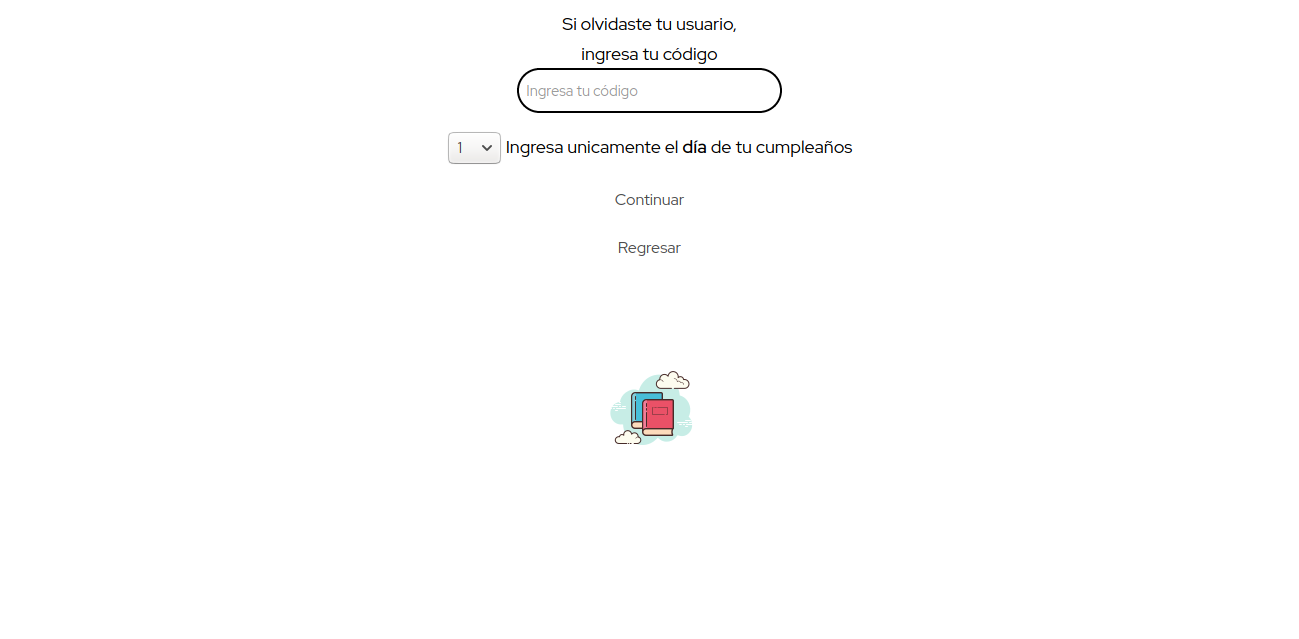 Si olvidaste tu usuario,
ingresa tu código
Ingresa tu código
1 Ingresa unicamente el día de tu cumpleaños
Continuar
Regresar